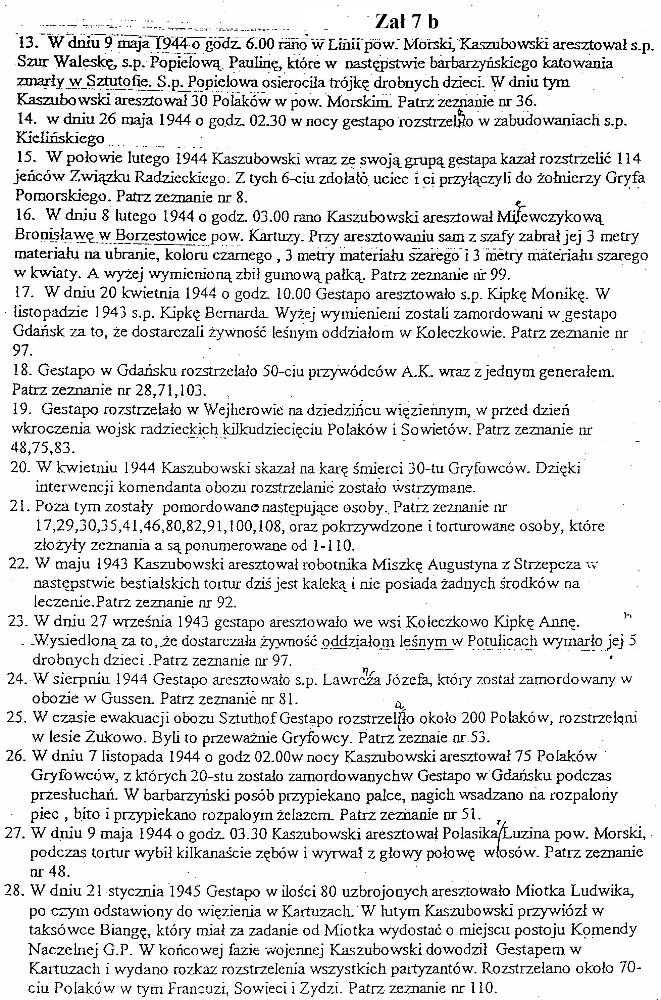 Zał 7 b
13. W dniu 9 maja 1944 o godz. 6.00 rano w Linii pow. Morski, Kaszubowski aresztował s.p.
Szur Waleskę, s.p. Popielową Paulinę, które w następstwie barbarzyńskiego katowania
zmarły w Sztutofie. S.p. Popielowa osierociła trójkę drobnych dzieci. W dniu tym
Kaszubowski aresztował 30 Polaków w pow. Morskim. Patrz zeznanie nr 36.
14. w dniu 26 maja 1944 o godz. 02.30 w nocy gestapo rozstrzelało w zabudowaniach s.p.
Kielińskiego
15. W połowie lutego 1944 Kaszubowski wraz ze swoją grupą gestapa kazał rozstrzelić 114
jeńców Związku Radzieckiego. Z tych 6-ciu zdołało uciec i ci przyłączyli do żołnierzy Gryfa
Pomorskiego. Patrz zeznanie nr 8.
16. W dniu 8 lutego 1944 o godz. 03.00 rano Kaszubowski aresztował Milewczykową
Bronisławę w Borzestowice pow. Kartuzy. Przy aresztowaniu sam z szafy zabrał jej 3 metry
materiału na ubranie, koloru czarnego , 3 metry materiału szarego i 3 metry materiału szarego
w kwiaty. A wyżej wymienioną zbił gumową pałką. Patrz zeznanie nr 99.
17. W dniu 20 kwietnia 1944 o godz. 10.00 Gestapo aresztowało s.p. Kipkę Monikę. W
listopadzie 1943 s.p. Kipkę Bernarda. Wyżej wymienieni zostali zamordowani w gestapo
Gdańsk za to, że dostarczali żywność leśnym oddziałom w Koleczkowie. Patrz zeznanie nr
97.
18. Gestapo w Gdańsku rozstrzelało 50-ciu przywódców A.K. wraz z jednym generałem.
Patrz zeznanie nr 28,71,103.
19. Gestapo rozstrzelało w Wejherowie na dziedzińcu więziennym, w przed dzień
wkroczenia wojsk radzieckich kilkudziecięciu Polaków i Sowietów. Patrz zeznanie nr
48,75,83.
20. W kwietniu 1944 Kaszubowski skazał na karę śmierci 30-tu Gryfowców. Dzięki
interwencji komendanta obozu rozstrzelanie zostało wstrzymane.
21. Poza tym zostały pomordowane następujące osoby. Patrz zeznanie nr
17,29,30,35,41,46,80,82,91,100,108, oraz pokrzywdzone i torturowane osoby, które
złożyły zeznania a są ponumerowane od 1-110.
22. W maju 1943 Kaszubowski aresztował robotnika Miszkę Augustyna z Strzepcza w
następstwie bestialskich tortur dziś jest kaleką i nie posiada żadnych środków na
leczenie.Patrz zeznanie nr 92.
23. W dniu 27 września 1943 gestapo aresztowało we wsi Koleczkowo Kipkę Annę.
Wysiedloną za to, że dostarczała żywność oddziałom leśnym w Potulicach wymarło jej 5
drobnych dzieci .Patrz zeznanie nr 97.
24. W sierpniu 1944 Gestapo aresztowało s.p. Lawrenza Józefa, który został zamordowany w
obozie w Gussen. Patrz zeznanie nr 81.
25. W czasie ewakuacji obozu Sztuthof Gestapo rozstrzelało około 200 Polaków, rozstrzelani
w lesie Zukowo. Byli to przeważnie Gryfowcy. Patrz zeznaie nr 53.
26. W dniu 7 listopada 1944 o godz 02.00w nocy Kaszubowski aresztował 75 Polaków
Gryfowców, z których 20-stu zostało zamordowanychw Gestapo w Gdańsku podczas
przesłuchań. W barbarzyński posób przypiekano palce, nagich wsadzano na rozpalony
piec , bito i przypiekano rozpaloym żelazem. Patrz zeznanie nr 51.
27. W dniu 9 maja 1944 o godz. 03.30 Kaszubowski aresztował Polasika z Łuzina pow. Morski,
podczas tortur wybił kilkanaście zębów i wyrwał z głowy połowę włosów. Patrz zeznanie
nr 48.
28. W dniu 21 stycznia 1945 Gestapo w ilości 80 uzbrojonych aresztowało Miotka Ludwika,
po czym odstawiony do więzienia w Kartuzach. W lutym Kaszubowski przywiózł w
taksówce Biangę, który miał za zadanie od Miotka wydostać o miejscu postoju Komendy
Naczelnej G.P. W końcowej fazie wojennej Kaszubowski dowodził Gestapem w
Kartuzach i wydano rozkaz rozstrzelenia wszystkich partyzantów. Rozstrzelano około 70-
ciu Polaków w tym Francuzi, Sowieci i Zydzi. Patrz zeznanie nr 110.